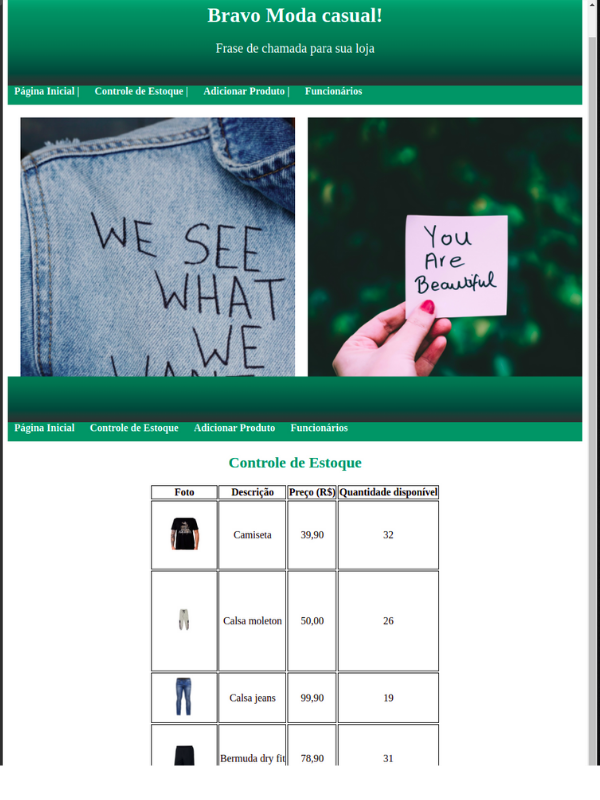 Bravo Moda casual!
Frase de chamada para sua loja
Página Inicial | Controle de Estoque | Adicionar Produto | Funcionários
WE SEE
WHAT
WE
WANT
You
Are
Beautiful
Página Inicial Controle de Estoque Adicionar Produto Funcionários
Controle de Estoque
Foto Descrição Preço (R$) Quantidade disponível
Camiseta 39,90 32
Calsa moleton 50,00 26
Calsa jeans 99,90 19
Bermuda dry fit 78,90 31